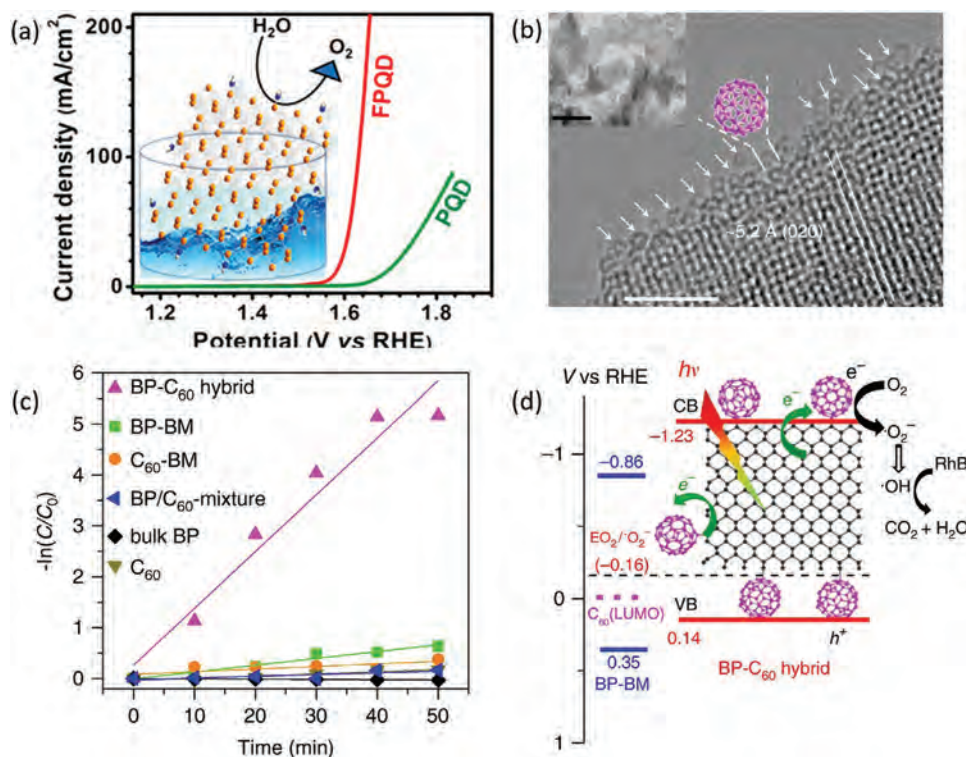 (a)
Current density (mA/cm²)
200
100
0
H₂O
O₂
FPQD
PQD
1.2
1.4
1.6
1.8
Potential (V vs RHE)
(b)
~5.2 Å (020)
(c)
-ln(C/C₀)
6
5
4
3
2
1
0
BP-C₆₀ hybrid
BP-BM
C₆₀-BM
BP/C₆₀-mixture
bulk BP
C₆₀
0
10
20
30
40
50
Time (min)
(d)
V vs RHE
hν
CB
−1.23
−0.86
−1
0
1
e⁻
e⁻
e⁻
O₂
·O₂⁻
·OH
RhB
CO₂ + H₂O
EO₂/·O₂⁻
(−0.16)
C₆₀(LUMO)
VB
0.14
h⁺
0.35
BP-BM
BP-C₆₀ hybrid